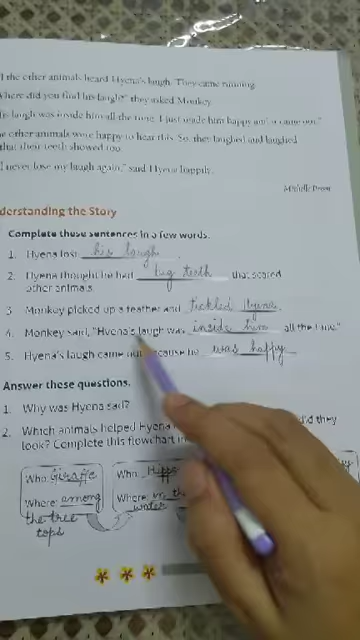 the other animals heard Hyena's laugh. They came running.
here did you find his laugh?" they asked Monkey.
laugh was inside him all the time. I just made him happy and it came out."
e other animals were happy to hear this. So, they laughed and laughed
that their teeth showed too.
I never lose my laugh again," said Hyena happily.
Michèle
derstanding the Story
Complete these sentences in a few words.
1. Hyena lost his laugh.
2. Hyena thought he had big teeth that scared
other animals.
3. Monkey picked up a feather and tickled Hyena.
4. Monkey said, "Hyena's laugh was inside him all the time."
5. Hyena's laugh came out because he was happy
Answer these questions.
1. Why was Hyena sad?
2. Which animals helped Hyena did they
look? Complete this flowchart in
Who: Giraffe Who: Hippo
Where: among Where: in the
the tree water
tops